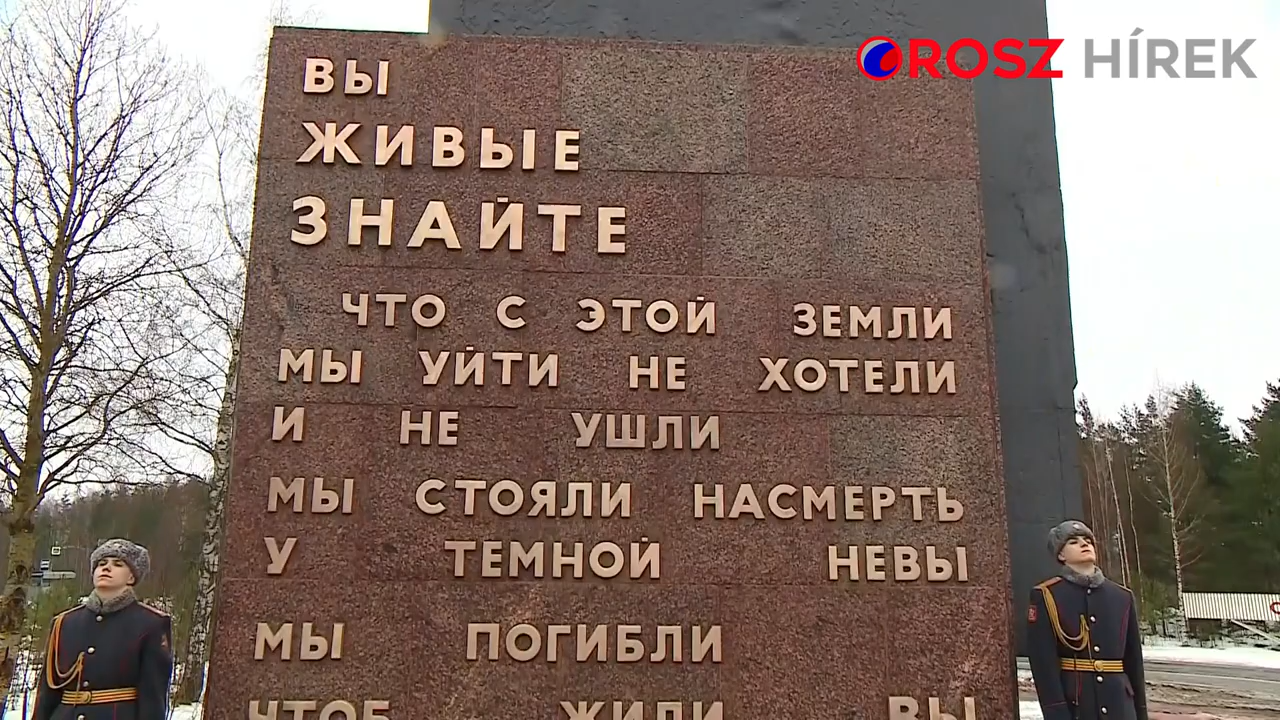 OROSZ HÍREK
ВЫ
ЖИВЫЕ
ЗНАЙТЕ
ЧТО С ЭТОЙ ЗЕМЛИ
МЫ УЙТИ НЕ ХОТЕЛИ
И НЕ УШЛИ
МЫ СТОЯЛИ НАСМЕРТЬ
У ТЕМНОЙ НЕВЫ
МЫ ПОГИБЛИ
ЧТОБ ЖИЛИ ВЫ